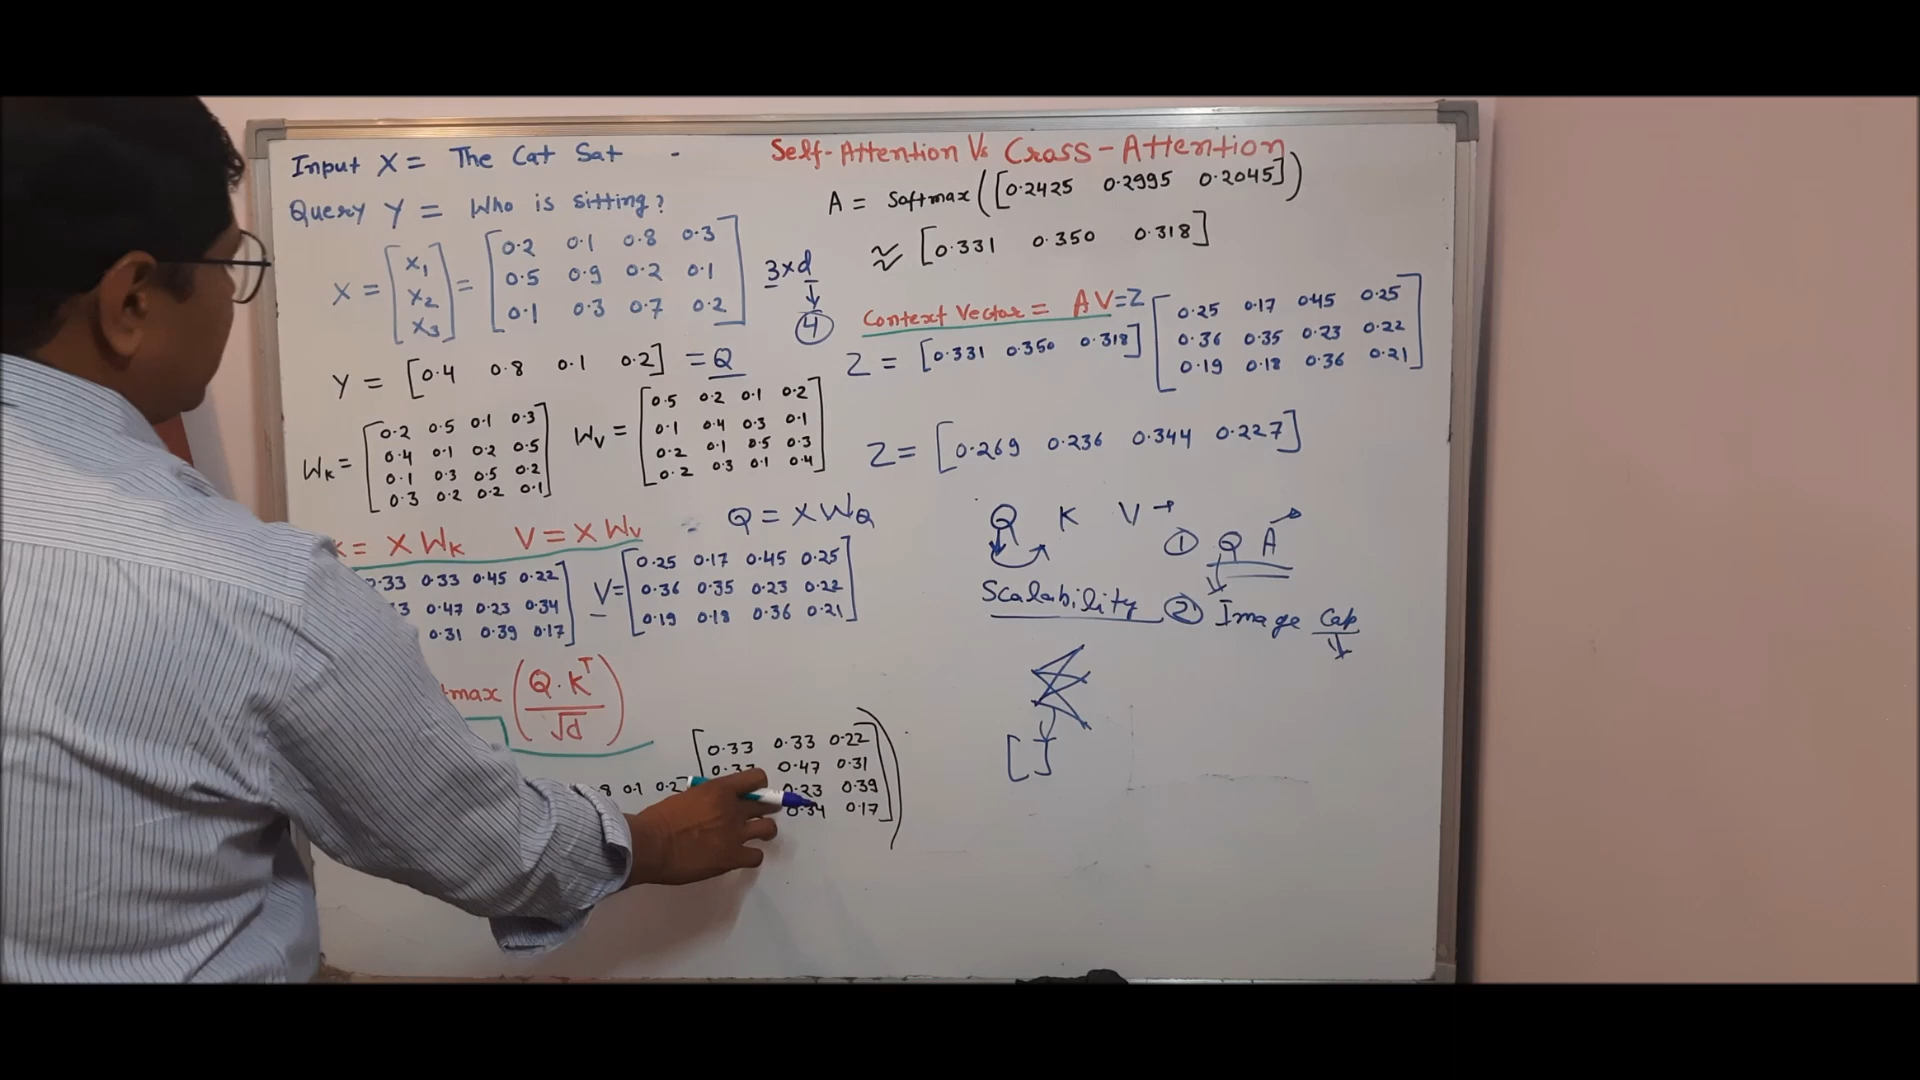 Input X = The Cat Sat -
Self-Attention Vs Cross-Attention
Query Y = Who is sitting?
A = Softmax ([0.2425 0.2995 0.2045])
≈ [0.331 0.350 0.318]
X = [x1 x2 x3] = [0.2 0.1 0.8 0.3
0.5 0.9 0.2 0.1
0.1 0.3 0.7 0.2] 3×d
4
Context Vector = AV = Z
Z = [0.331 0.350 0.318] [0.25 0.17 0.45 0.25
0.36 0.35 0.23 0.22
0.19 0.18 0.36 0.21]
Y = [0.4 0.8 0.1 0.2] = Q
WK = [0.2 0.5 0.1 0.3
0.4 0.1 0.2 0.5
0.1 0.3 0.5 0.2
0.3 0.2 0.2 0.1]
WV = [0.5 0.2 0.1 0.2
0.1 0.4 0.3 0.1
0.2 0.1 0.5 0.3
0.2 0.3 0.1 0.4]
Z = [0.269 0.236 0.344 0.227]
= XWK V = XWV Q = XWQ
0.33 0.33 0.45 0.22
0.47 0.23 0.34
0.31 0.39 0.17]
V = [0.25 0.17 0.45 0.25
0.36 0.35 0.23 0.22
0.19 0.18 0.36 0.21]
Q K V →
① Q A
Scalability
② Image Cap
max (Q.K^T / √d)
8 0.1 0.2] [0.33 0.33 0.22
0.47 0.31
0.23 0.39
0.34 0.17])
[ ]